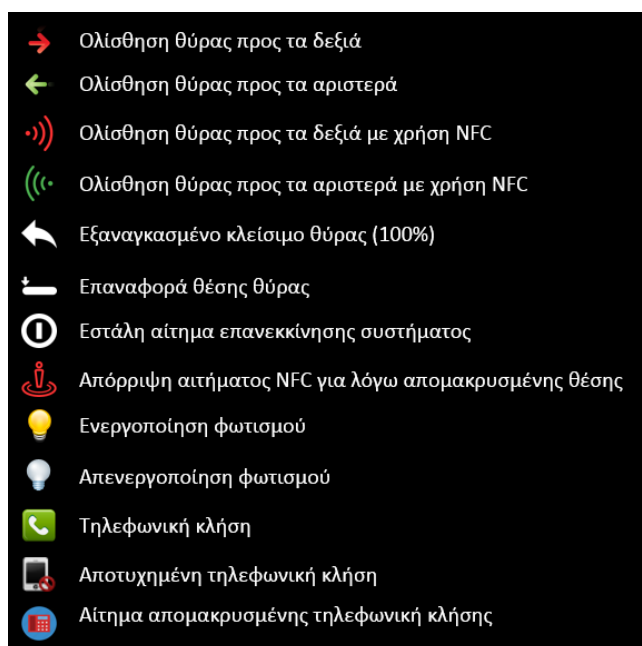 Ολίσθηση θύρας προς τα δεξιά
Ολίσθηση θύρας προς τα αριστερά
Ολίσθηση θύρας προς τα δεξιά με χρήση NFC
Ολίσθηση θύρας προς τα αριστερά με χρήση NFC
Εξαναγκασμένο κλείσιμο θύρας (100%)
Επαναφορά θέσης θύρας
Εστάλη αίτημα επανεκκίνησης συστήματος
Απόρριψη αιτήματος NFC για λόγω απομακρυσμένης θέσης
Ενεργοποίηση φωτισμού
Απενεργοποίηση φωτισμού
Τηλεφωνική κλήση
Αποτυχημένη τηλεφωνική κλήση
Αίτημα απομακρυσμένης τηλεφωνική κλήσης